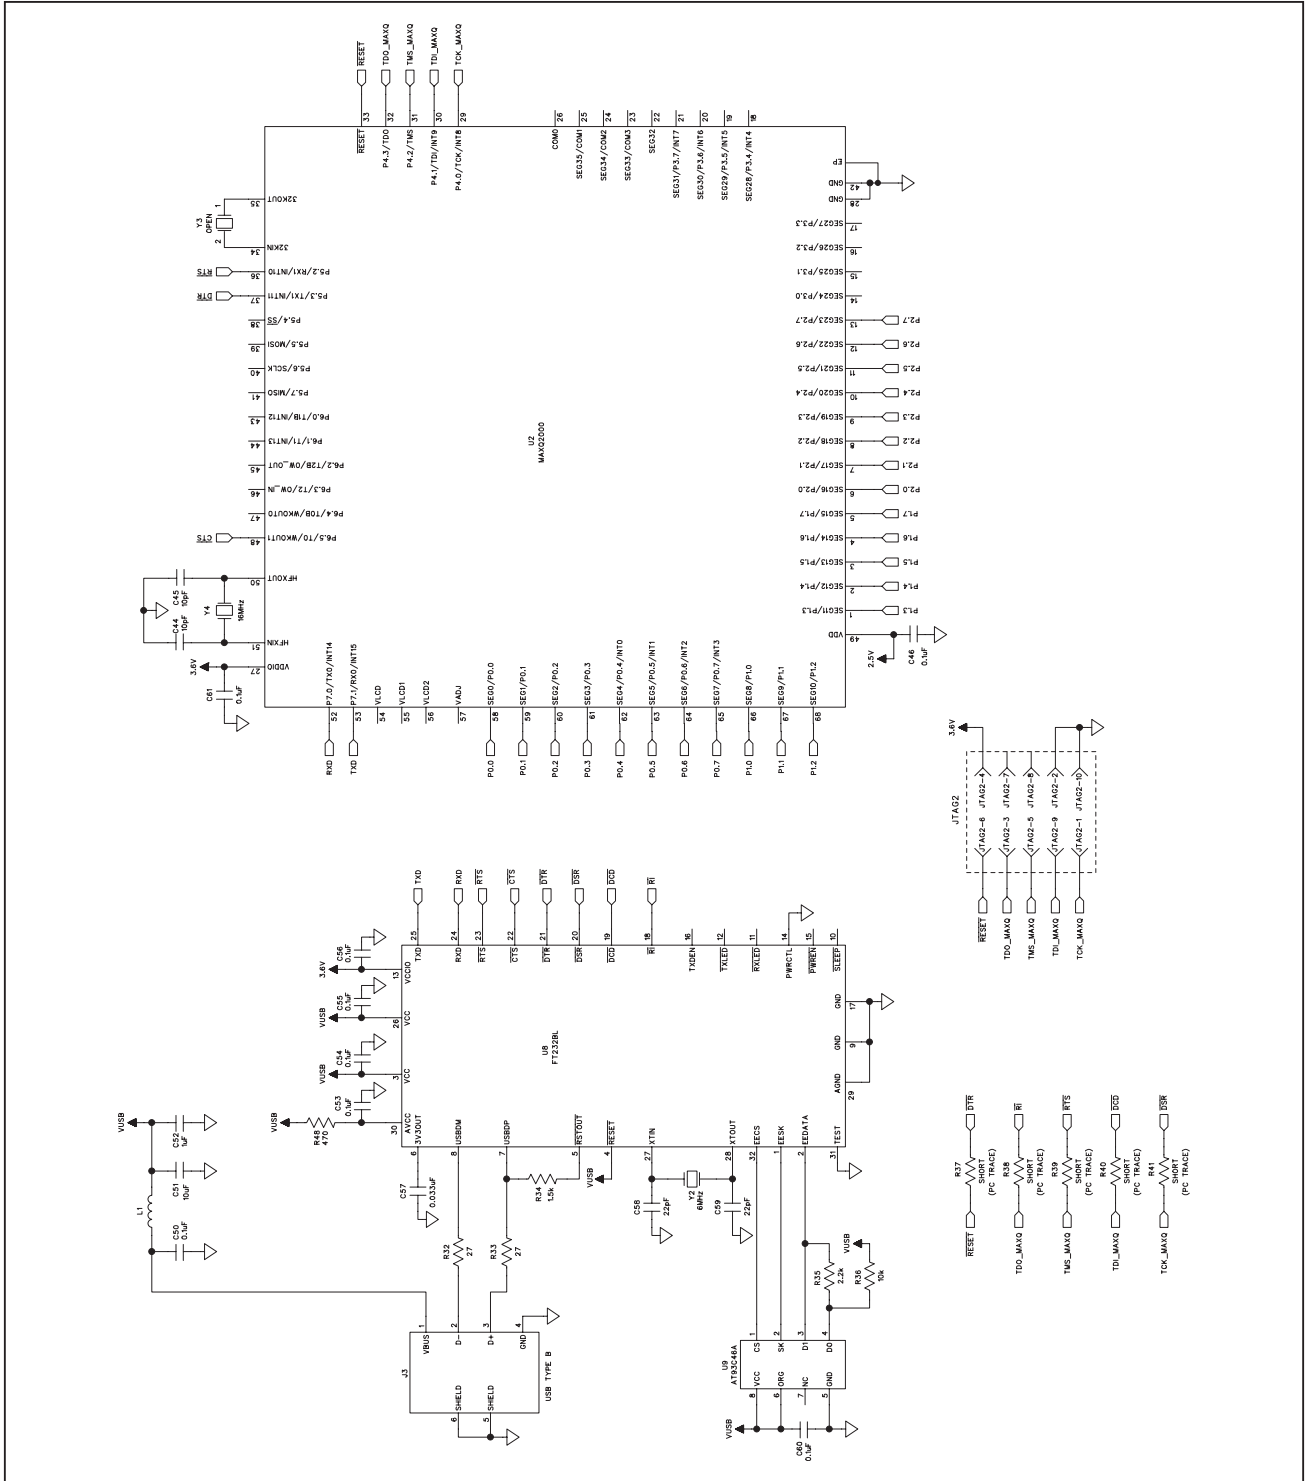 RESET
TDO_MAXQ
TMS_MAXQ
TDI_MAXQ
TCK_MAXQ
33
32
31
30
29
26
25
24
23
22
21
20
19
18
RESET
P4.3/TDO
P4.2/TMS
P4.1/TDI/INT9
P4.0/TCK/INT8
COM0
SEG35/COM1
SEG34/COM2
SEG33/COM3
SEG32
SEG31/P3.7/INT7
SEG30/P3.6/INT6
SEG29/P3.5/INT5
SEG28/P3.4/INT4
Y3
OPEN
1
2
35
32KOUT
34
32KIN
RTS
36
P5.2/RX1/INT10
DTR
37
P5.3/TX1/INT11
38
P5.4/SS
39
P5.5/MOSI
40
P5.6/SCLK
41
P5.7/MISO
43
P6.0/T1B/INT12
44
P6.1/T1/INT13
45
P6.2/T2B/OW_OUT
46
P6.3/T2/OW_IN
47
P6.4/T0B/WKOUT0
CTS
48
P6.5/T0/WKOUT1
50
HFXOUT
51
HFXIN
27
VDDIO
C45
10pF
C44
10pF
Y4
16MHz
3.6V
C61
0.1uF
U2
MAXQ2000
EP
GND
42
GND
28
SEG27/P3.3
17
SEG26/P3.2
16
SEG25/P3.1
15
SEG24/P3.0
14
SEG23/P2.7
13
P2.7
SEG22/P2.6
12
P2.6
SEG21/P2.5
11
P2.5
SEG20/P2.4
10
P2.4
SEG19/P2.3
9
P2.3
SEG18/P2.2
8
P2.2
SEG17/P2.1
7
P2.1
SEG16/P2.0
6
P2.0
SEG15/P1.7
5
P1.7
SEG14/P1.6
4
P1.6
SEG13/P1.5
3
P1.5
SEG12/P1.4
2
P1.4
SEG11/P1.3
1
P1.3
VDD
49
2.5V
C46
0.1uF
P7.0/TX0/INT14
P7.1/RX0/INT15
VLCD
VLCD1
VLCD2
VADJ
SEG0/P0.0
SEG1/P0.1
SEG2/P0.2
SEG3/P0.3
SEG4/P0.4/INT0
SEG5/P0.5/INT1
SEG6/P0.6/INT2
SEG7/P0.7/INT3
SEG8/P1.0
SEG9/P1.1
SEG10/P1.2
52
53
54
55
56
57
58
59
60
61
62
63
64
65
66
67
68
RXD
TXD
P0.0
P0.1
P0.2
P0.3
P0.4
P0.5
P0.6
P0.7
P1.0
P1.1
P1.2
3.6V
JTAG2
JTAG2-6 JTAG2-4
JTAG2-3 JTAG2-7
JTAG2-5 JTAG2-8
JTAG2-9 JTAG2-2
JTAG2-1 JTAG2-10
RESET
TDO_MAXQ
TMS_MAXQ
TDI_MAXQ
TCK_MAXQ
TXD
RXD
RTS
CTS
DTR
DSR
DCD
RI
25
24
23
22
21
20
19
18
16
12
11
14
15
10
TXD
RXD
RTS
CTS
DTR
DSR
DCD
RI
TXDEN
TXLED
RXLED
PWRCTL
PWREN
SLEEP
3.6V
C56
0.1uF
13
VCCIO
VUSB
C55
0.1uF
26
VCC
VUSB
C54
0.1uF
3
VCC
VUSB
R48
470
C53
0.1uF
30
AVCC
U8
FT232BL
GND
17
GND
9
AGND
29
3V3OUT
USBDM
USBDP
RSTOUT
RESET
XTIN
XTOUT
EECS
EESK
EEDATA
TEST
6
8
7
5
4
27
28
32
1
2
31
VUSB
C52
1uF
C51
10uF
L1
C50
0.1uF
C57
0.033uF
R34
1.5k
VUSB
C58
22pF
Y2
6MHz
C59
22pF
R32
27
R33
27
R35
2.2k
VUSB
R36
10k
J3
USB TYPE B
1
VBUS
2
D-
3
D+
4
GND
SHIELD
6
SHIELD
5
U9
AT93C46A
1
CS
2
SK
3
D1
4
DO
VCC
8
ORG
6
NC
7
GND
5
VUSB
C60
0.1uF
DTR
R37
SHORT
(PC TRACE)
RESET
RI
R38
SHORT
(PC TRACE)
TDO_MAXQ
RTS
R39
SHORT
(PC TRACE)
TMS_MAXQ
DCD
R40
SHORT
(PC TRACE)
TDI_MAXQ
DSR
R41
SHORT
(PC TRACE)
TCK_MAXQ